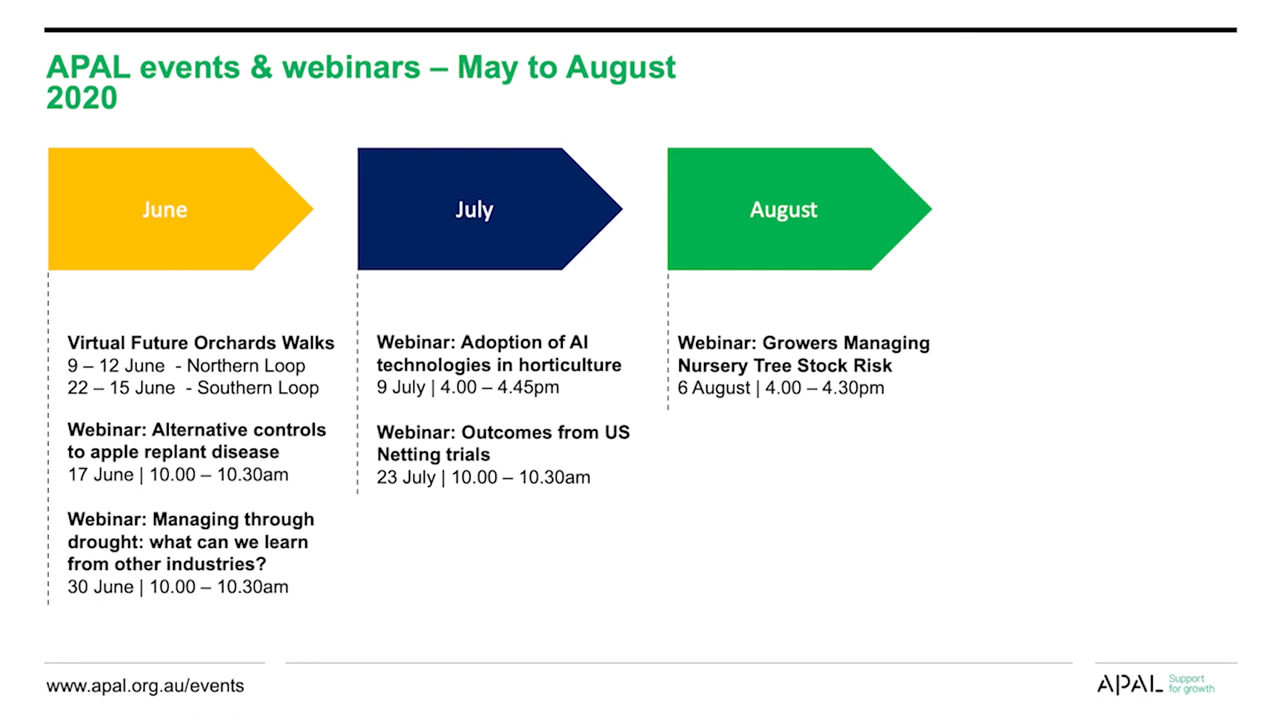 APAL events & webinars – May to August
2020
June
July
August
Virtual Future Orchards Walks
9 – 12 June  - Northern Loop
22 – 15 June  - Southern Loop
Webinar: Alternative controls
to apple replant disease
17 June | 10.00 – 10.30am
Webinar: Managing through
drought: what can we learn
from other industries?
30 June | 10.00 – 10.30am
Webinar: Adoption of AI
technologies in horticulture
9 July | 4.00 – 4.45pm
Webinar: Outcomes from US
Netting trials
23 July | 10.00 – 10.30am
Webinar: Growers Managing
Nursery Tree Stock Risk
6 August | 4.00 – 4.30pm
www.apal.org.au/events
APAL
Support
for growth